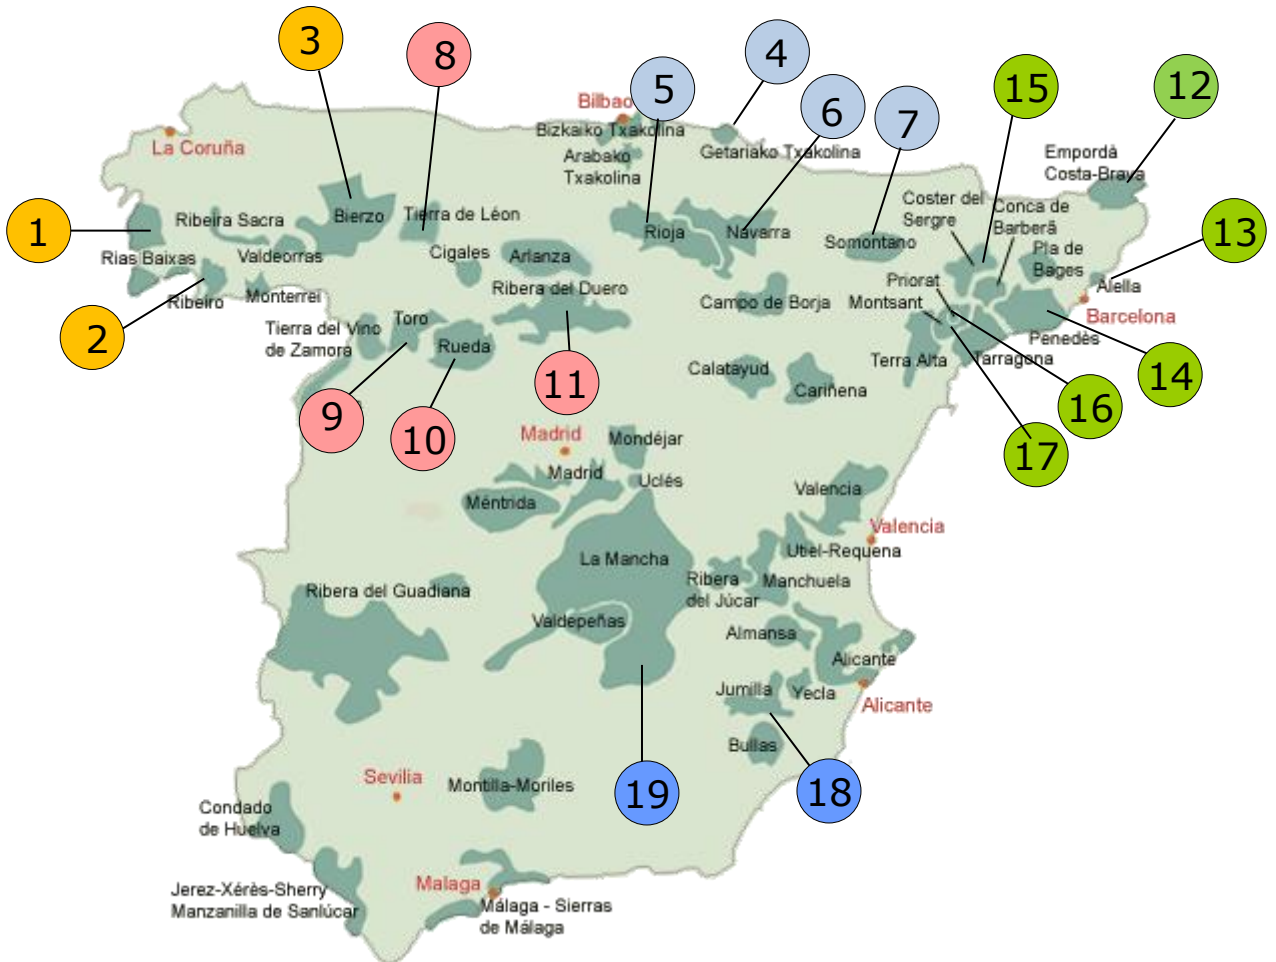 3
8
4
5
6
7
15
12
Bilbao
Bizkaiko Txakolina
La Coruña
Arabako
Txakolina
Getariako Txakolina
Empordà
Costa-Brava
1
Ribeira Sacra
Bierzo
Tierra de Léon
Rioja
Navarra
Somontano
Coster del
Sergre
Conca de
Barberã
Pla de
Bages
13
Rias Baixas
Valdeorras
Cigales
Arlanza
Priorat
Alella
Ribeiro
Monterrei
Ribera del Duero
Campo de Borja
Montsant
Barcelona
2
Tierra del Vino
de Zamora
Toro
Rueda
Penedès
Tarragona
Terra Alta
Calatayud
Cariñena
14
9
10
11
16
17
Madrid
Mondéjar
Madrid
Uclés
Méntrida
Valencia
Valencia
Utiel-Requena
La Mancha
Ribera
del Júcar
Manchuela
Ribera del Guadiana
Valdepeñas
Almansa
Alicante
Jumilla
Yecla
Alicante
Bullas
Sevilia
Montilla-Moriles
19
18
Condado
de Huelva
Jerez-Xérès-Sherry
Manzanilla de Sanlúcar
Malaga
Málaga - Sierras
de Málaga